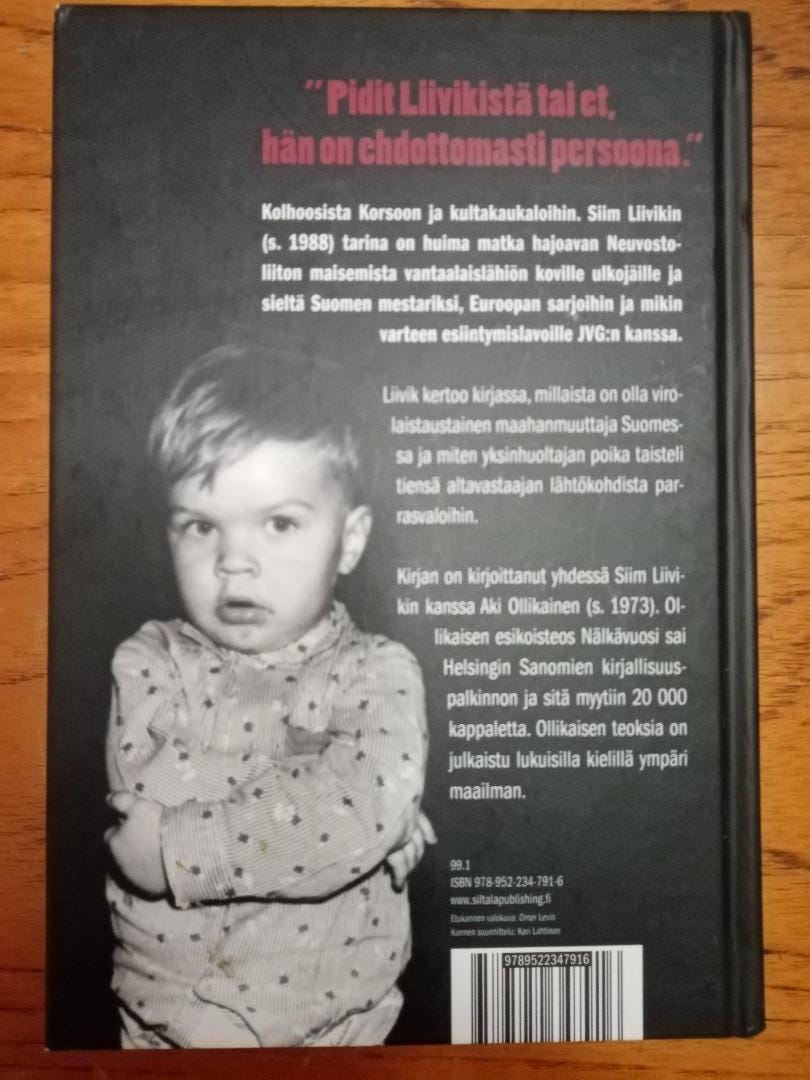 "Pidit Liivikistä tai et,
hän on ehdottomasti persoona."
Kolhoosista Korsoon ja kultakaukaloihin. Siim Liivikin
(s. 1988) tarina on huima matka hajoavan Neuvosto-
liiton maisemista vantaalaislähiön koville ulkojäille ja
sieltä Suomen mestariksi, Euroopan sarjoihin ja mikin
varteen esiintymislavoille JVG:n kanssa.
Liivik kertoo kirjassa, millaista on olla viro-
laistaustainen maahanmuuttaja Suomes-
sa ja miten yksinhuoltajan poika taisteli
tiensä altavastaajan lähtökohdista par-
rasvaloihin.
Kirjan on kirjoittanut yhdessä Siim Liivi-
kin kanssa Aki Ollikainen (s. 1973). Ol-
likaisen esikoisteos Nälkävuosi sai
Helsingin Sanomien kirjallisuus-
palkinnon ja sitä myytiin 20 000
kappaletta. Ollikaisen teoksia on
julkaistu lukuisilla kielillä ympäri
maailman.
99.1
ISBN 978-952-234-791-6
www.siltalapublishing.fi
Etukannen valokuva: Omer Levin
Kannen suunnittelu: Kari Lahtinen
9789522347916